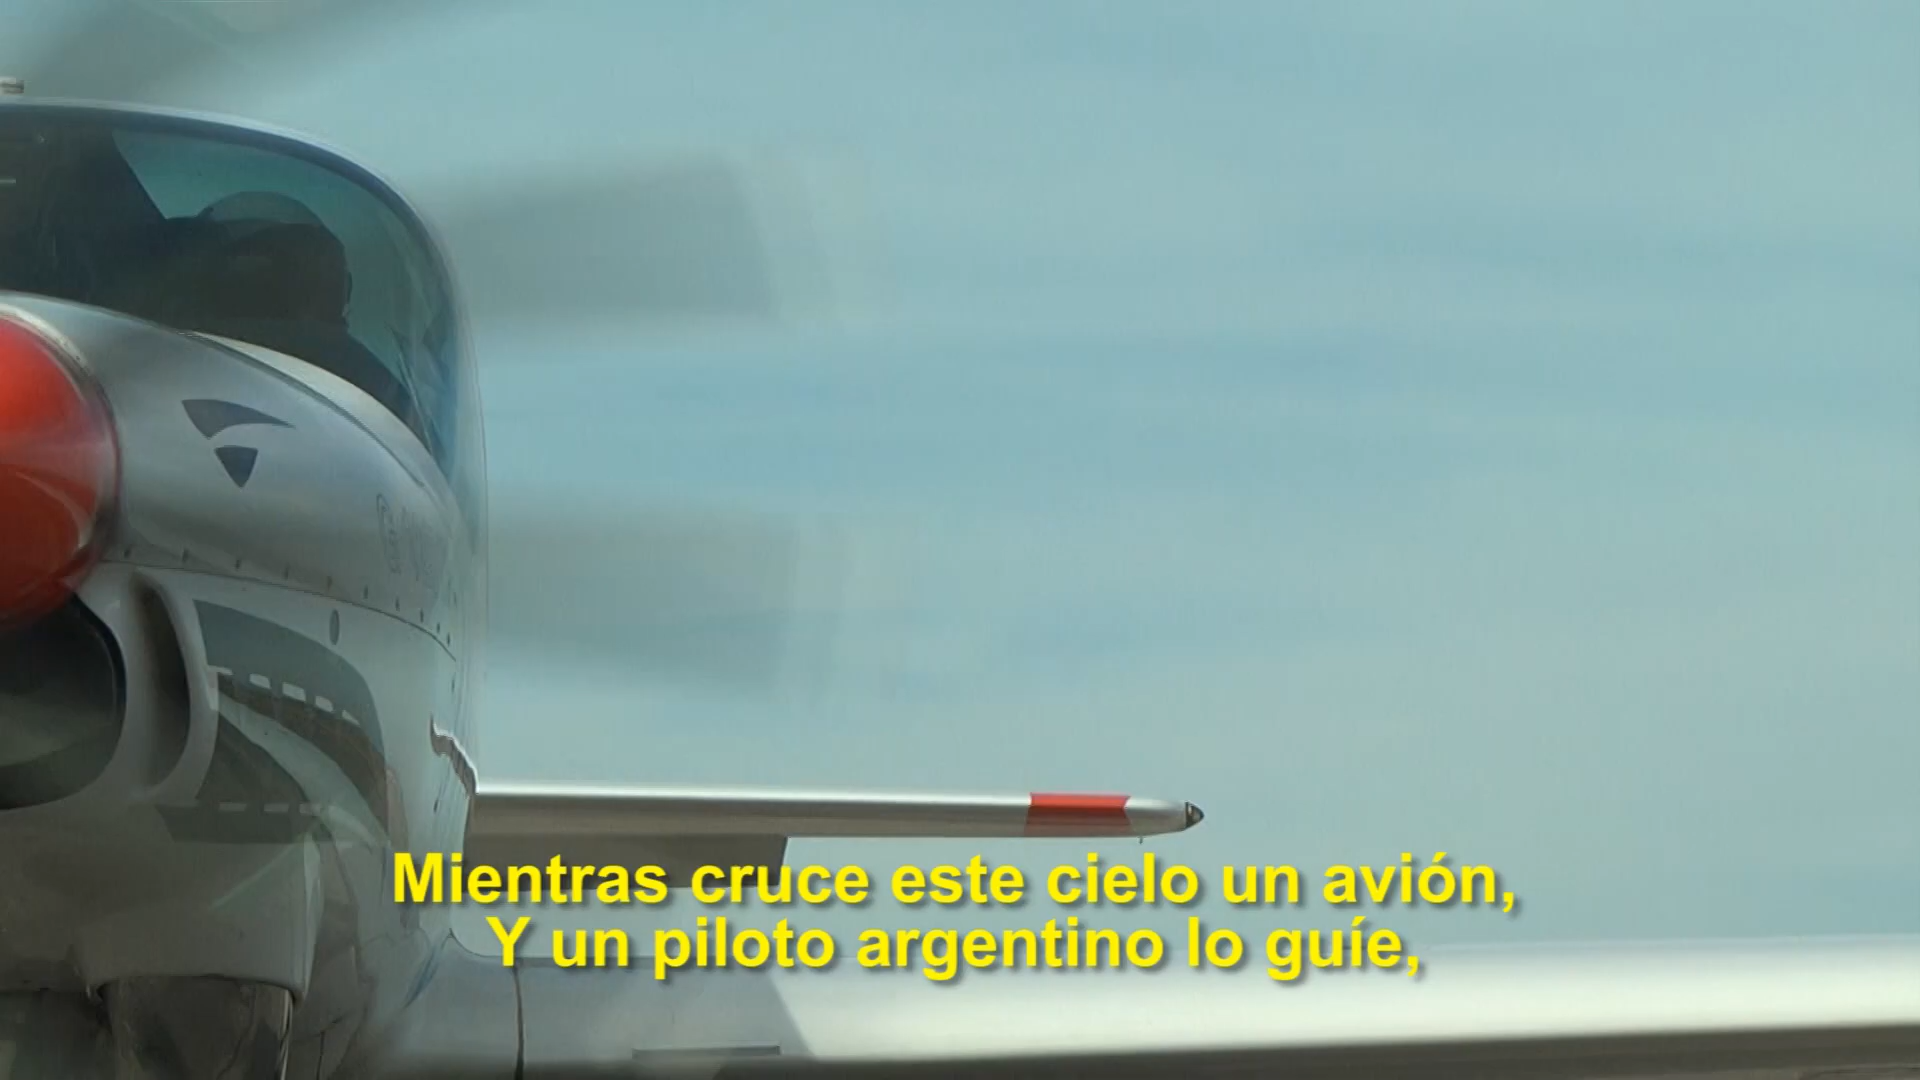 Mientras cruce este cielo un avión,
Y un piloto argentino lo guíe,